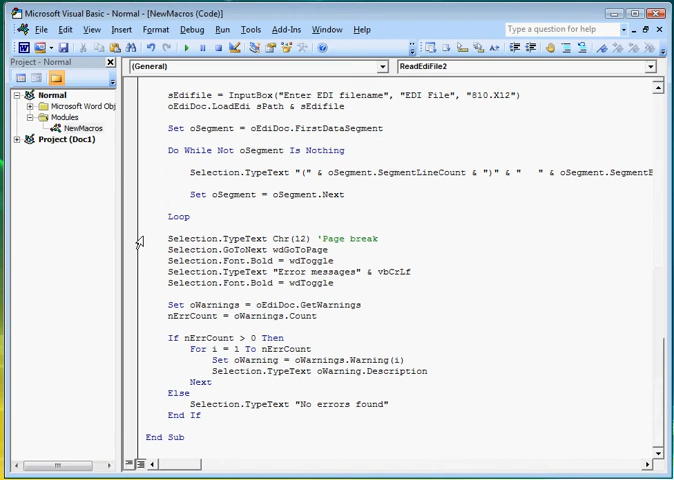 Microsoft Visual Basic - Normal - [NewMacros (Code)]
File Edit View Insert Format Debug Run Tools Add-Ins Window Help Type a question for help
Project - Normal
(General) ReadEdiFile2
Normal
Microsoft Word Obj
Modules
NewMacros
Project (Doc1)
sEdifile = InputBox("Enter EDI filename", "EDI File", "810.X12")
oEdiDoc.LoadEdi sPath & sEdifile
Set oSegment = oEdiDoc.FirstDataSegment
Do While Not oSegment Is Nothing
Selection.TypeText "(" & oSegment.SegmentLineCount & ")" & "   " & oSegment.SegmentB
Set oSegment = oSegment.Next
Loop
Selection.TypeText Chr(12) 'Page break
Selection.GoToNext wdGoToPage
Selection.Font.Bold = wdToggle
Selection.TypeText "Error messages" & vbCrLf
Selection.Font.Bold = wdToggle
Set oWarnings = oEdiDoc.GetWarnings
nErrCount = oWarnings.Count
If nErrCount > 0 Then
For i = 1 To nErrCount
Set oWarning = oWarnings.Warning(i)
Selection.TypeText oWarning.Description
Next
Else
Selection.TypeText "No errors found"
End If
End Sub